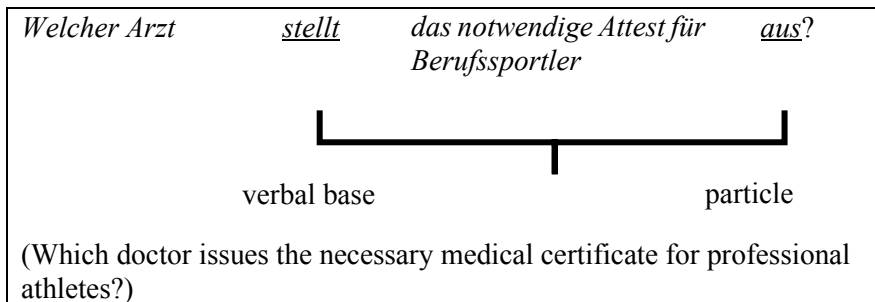 Welcher Arzt stellt das notwendige Attest für aus?
Berufssportler
verbal base particle
(Which doctor issues the necessary medical certificate for professional
athletes?)